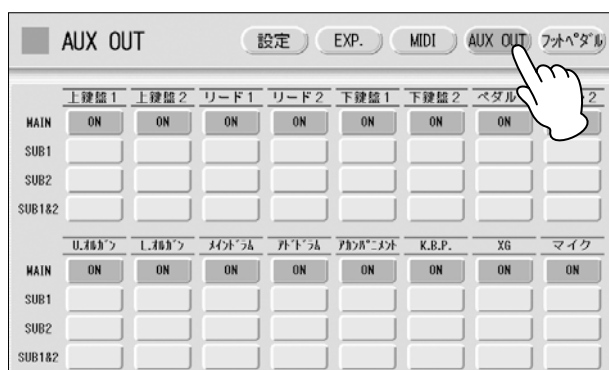 AUX OUT 設定 EXP. MIDI AUX OUT フットペダル
上鍵盤1 上鍵盤2 リード1 リード2 下鍵盤1 下鍵盤2 ペダル 2
MAIN ON ON ON ON ON ON ON
SUB1
SUB2
SUB1&2
U.オルガン L.オルガン メインドラム アドドラム アカンパニメント K.B.P. XG マイク
MAIN ON ON ON ON ON ON ON ON
SUB1
SUB2
SUB1&2